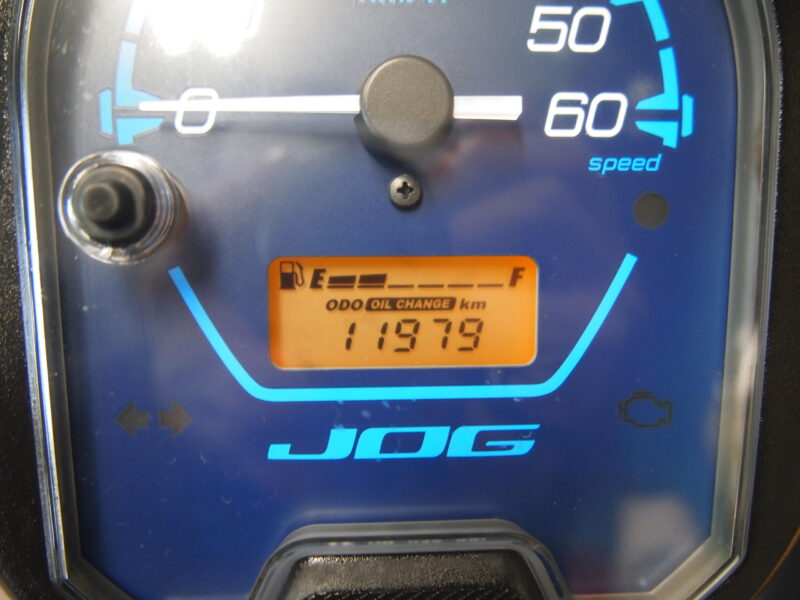 50
0
60
speed
E F
ODO OIL CHANGE km
11979
JOG